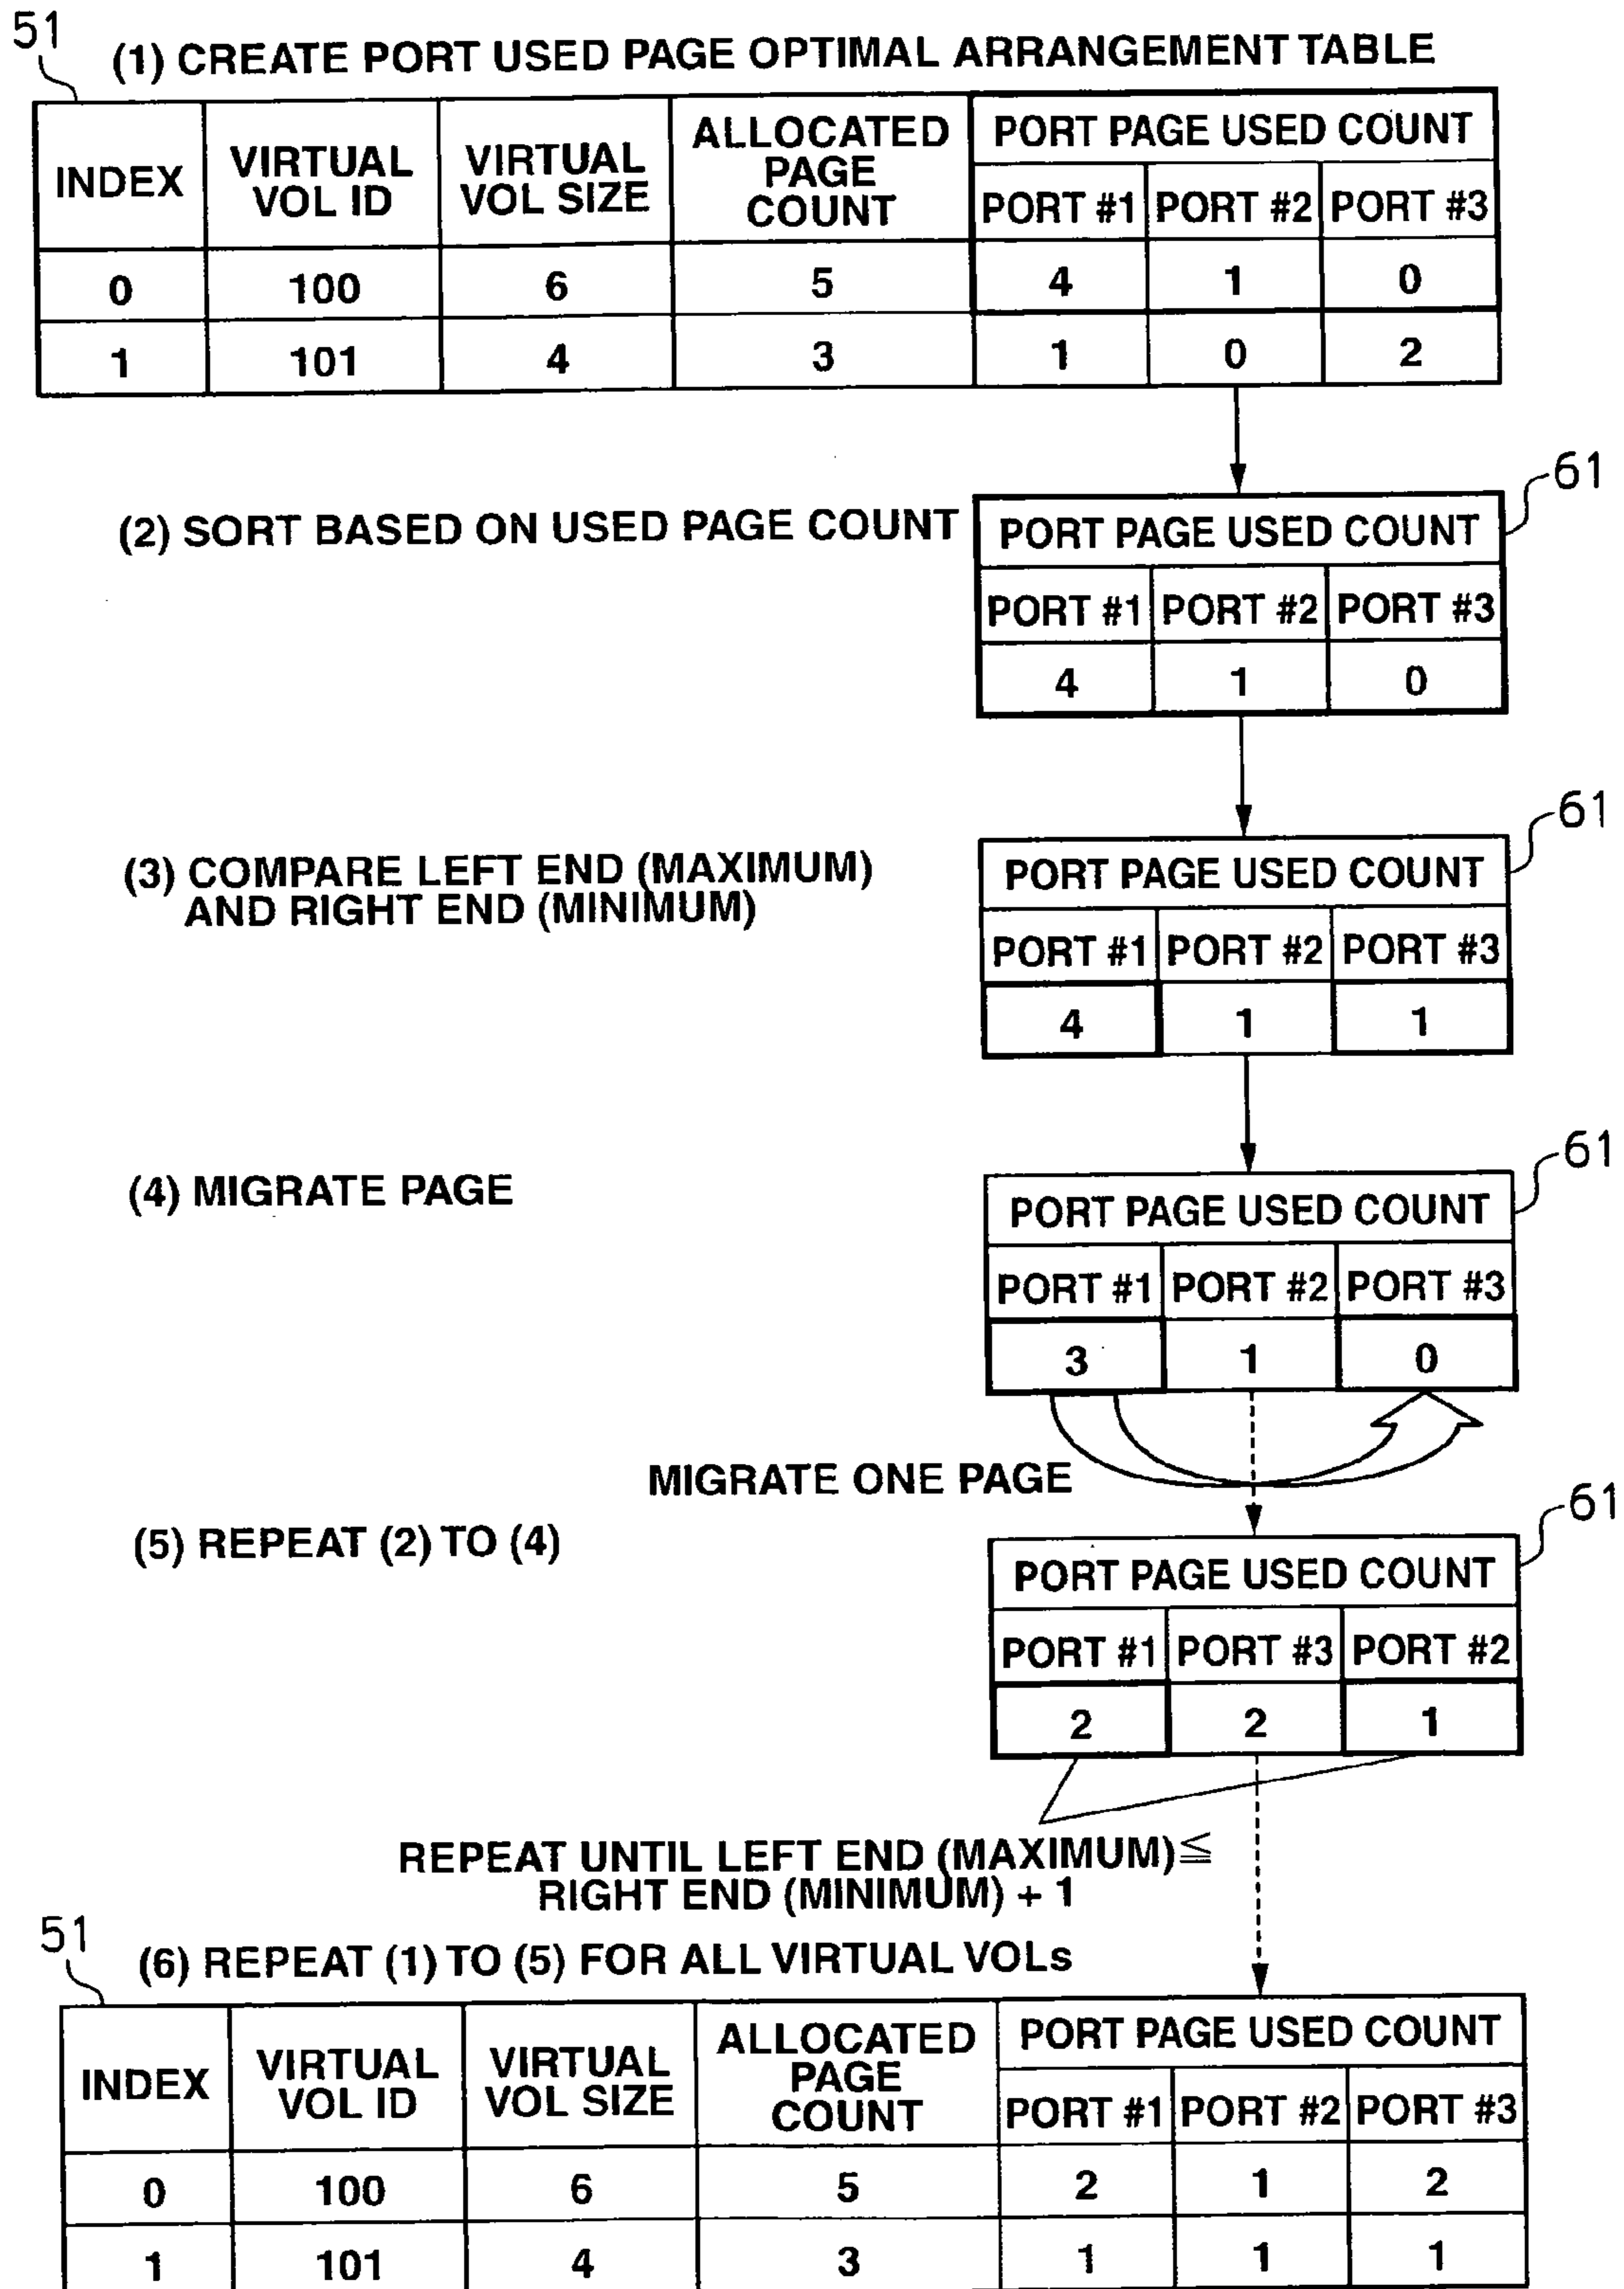 51
(1) CREATE PORT USED PAGE OPTIMAL ARRANGEMENT TABLE
INDEX VIRTUAL VOL ID VIRTUAL VOL SIZE ALLOCATED PAGE COUNT PORT PAGE USED COUNT
PORT #1 PORT #2 PORT #3
0 100 6 5 4 1 0
1 101 4 3 1 0 2
61
(2) SORT BASED ON USED PAGE COUNT
PORT PAGE USED COUNT
PORT #1 PORT #2 PORT #3
4 1 0
61
(3) COMPARE LEFT END (MAXIMUM)
AND RIGHT END (MINIMUM)
PORT PAGE USED COUNT
PORT #1 PORT #2 PORT #3
4 1 1
61
(4) MIGRATE PAGE
PORT PAGE USED COUNT
PORT #1 PORT #2 PORT #3
3 1 0
MIGRATE ONE PAGE
61
(5) REPEAT (2) TO (4)
PORT PAGE USED COUNT
PORT #1 PORT #3 PORT #2
2 2 1
REPEAT UNTIL LEFT END (MAXIMUM)≦
RIGHT END (MINIMUM) + 1
51
(6) REPEAT (1) TO (5) FOR ALL VIRTUAL VOLs
INDEX VIRTUAL VOL ID VIRTUAL VOL SIZE ALLOCATED PAGE COUNT PORT PAGE USED COUNT
PORT #1 PORT #2 PORT #3
0 100 6 5 2 1 2
1 101 4 3 1 1 1